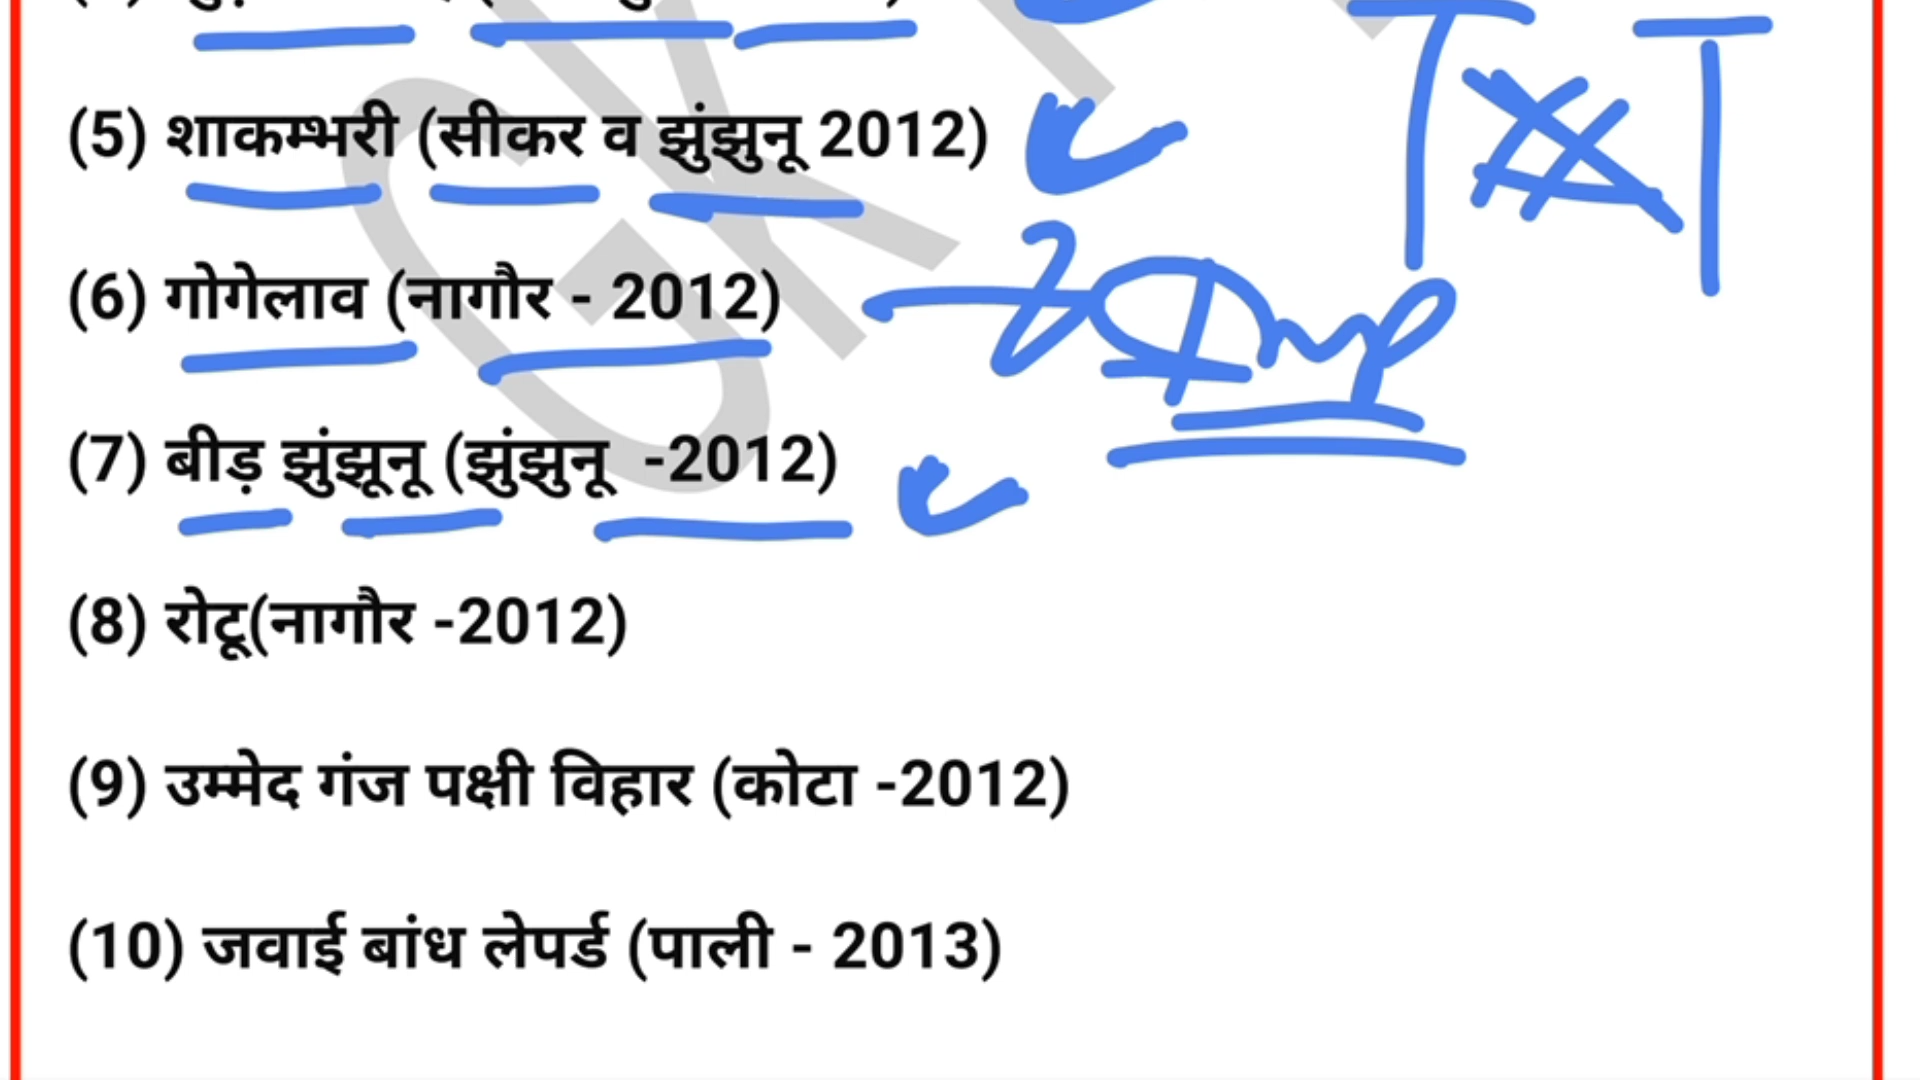 (5) शाकम्भरी (सीकर व झुंझुनू 2012)
(6) गोगेलाव (नागौर - 2012)
Imp
(7) बीड़ झुंझूनू (झुंझुनू -2012)
(8) रोटू(नागौर -2012)
(9) उम्मेद गंज पक्षी विहार (कोटा -2012)
(10) जवाई बांध लेपर्ड (पाली - 2013)